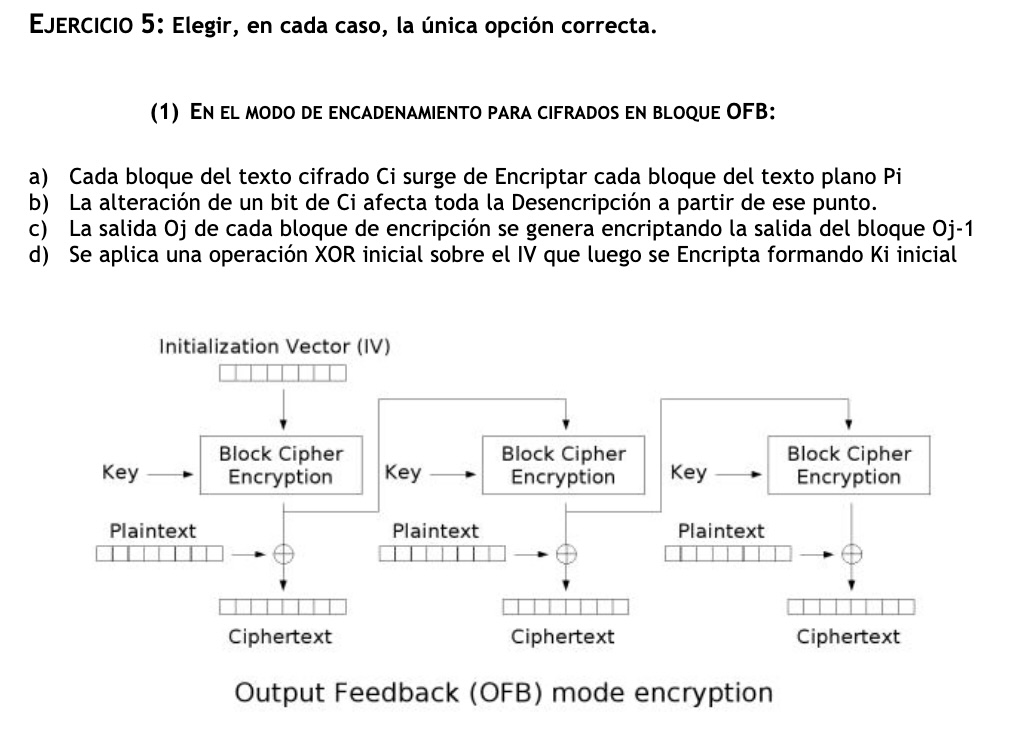 EJERCICIO 5: Elegir, en cada caso, la única opción correcta.
(1) EN EL MODO DE ENCADENAMIENTO PARA CIFRADOS EN BLOQUE OFB:
a) Cada bloque del texto cifrado Ci surge de Encriptar cada bloque del texto plano Pi
b) La alteración de un bit de Ci afecta toda la Desencripción a partir de ese punto.
c) La salida Oj de cada bloque de encripción se genera encriptando la salida del bloque Oj-1
d) Se aplica una operación XOR inicial sobre el IV que luego se Encripta formando Ki inicial
Initialization Vector (IV)
Key
Block Cipher
Encryption
Key
Block Cipher
Encryption
Key
Block Cipher
Encryption
Plaintext
Plaintext
Plaintext
Ciphertext
Ciphertext
Ciphertext
Output Feedback (OFB) mode encryption